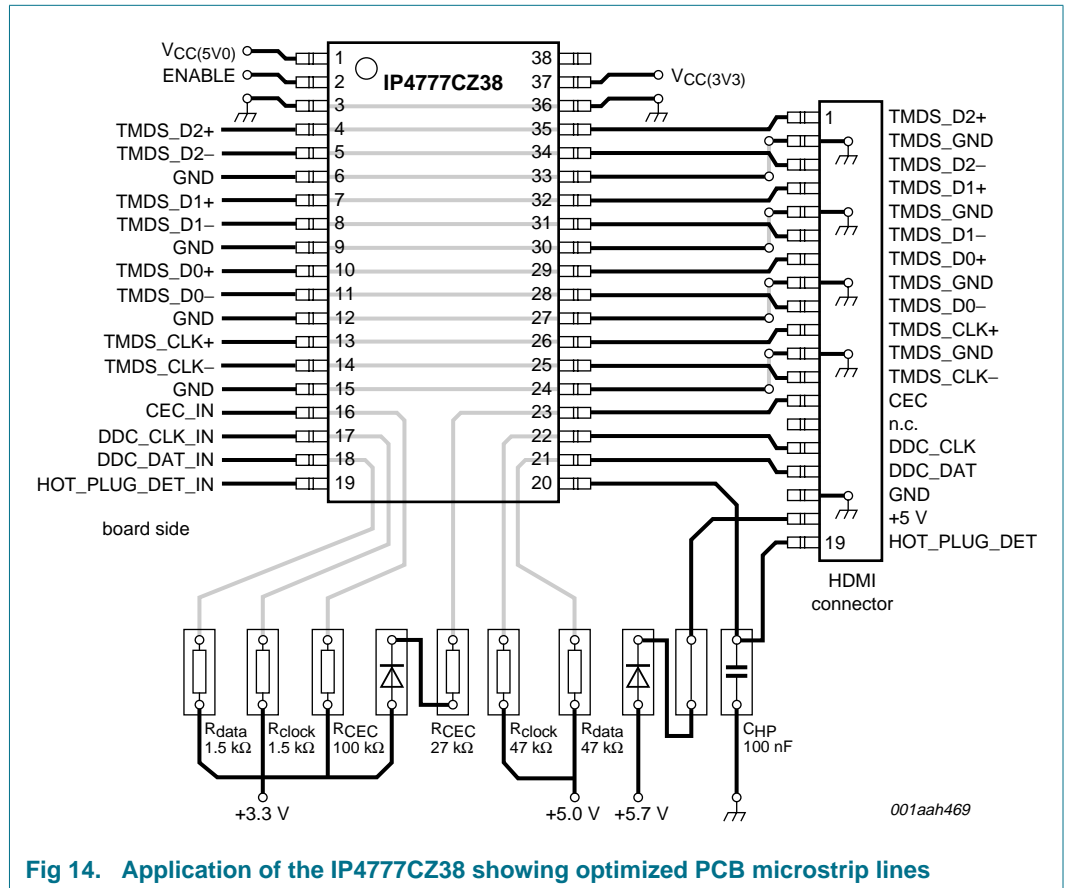 VCC(5V0)
ENABLE
TMDS_D2+
TMDS_D2−
GND
TMDS_D1+
TMDS_D1−
GND
TMDS_D0+
TMDS_D0−
GND
TMDS_CLK+
TMDS_CLK−
GND
CEC_IN
DDC_CLK_IN
DDC_DAT_IN
HOT_PLUG_DET_IN
board side
IP4777CZ38
1
2
3
4
5
6
7
8
9
10
11
12
13
14
15
16
17
18
19
38
37
36
35
34
33
32
31
30
29
28
27
26
25
24
23
22
21
20
VCC(3V3)
1
19
TMDS_D2+
TMDS_GND
TMDS_D2−
TMDS_D1+
TMDS_GND
TMDS_D1−
TMDS_D0+
TMDS_GND
TMDS_D0−
TMDS_CLK+
TMDS_GND
TMDS_CLK−
CEC
n.c.
DDC_CLK
DDC_DAT
GND
+5 V
HOT_PLUG_DET
HDMI
connector
Rdata
1.5 kΩ
Rclock
1.5 kΩ
RCEC
100 kΩ
RCEC
27 kΩ
Rclock
47 kΩ
Rdata
47 kΩ
CHP
100 nF
+3.3 V
+5.0 V
+5.7 V
001aah469
Fig 14. Application of the IP4777CZ38 showing optimized PCB microstrip lines